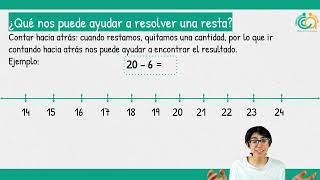 ¿Qué nos puede ayudar a resolver una resta?
Contar hacia atrás: cuando restamos, quitamos una cantidad, por lo que ir
contando hacia atrás nos puede ayudar a encontrar el resultado.
Ejemplo:
20 – 6 =
14 15 16 17 18 19 20 21 22 23 24